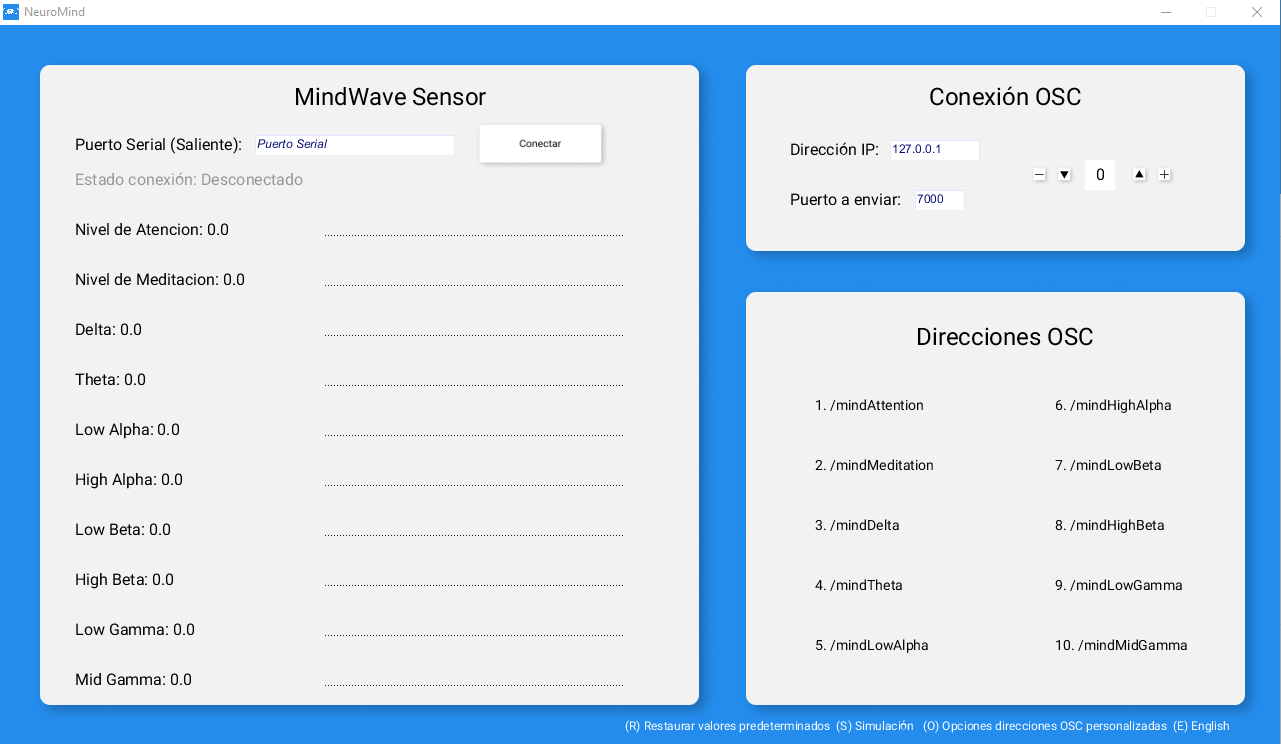 NeuroMind
MindWave Sensor
Puerto Serial (Saliente): Puerto Serial Conectar
Estado conexión: Desconectado
Nivel de Atencion: 0.0
Nivel de Meditacion: 0.0
Delta: 0.0
Theta: 0.0
Low Alpha: 0.0
High Alpha: 0.0
Low Beta: 0.0
High Beta: 0.0
Low Gamma: 0.0
Mid Gamma: 0.0
Conexión OSC
Dirección IP: 127.0.0.1
Puerto a enviar: 7000
− ▼ 0 ▲ +
Direcciones OSC
1. /mindAttention
2. /mindMeditation
3. /mindDelta
4. /mindTheta
5. /mindLowAlpha
6. /mindHighAlpha
7. /mindLowBeta
8. /mindHighBeta
9. /mindLowGamma
10. /mindMidGamma
(R) Restaurar valores predeterminados (S) Simulación (O) Opciones direcciones OSC personalizadas (E) English